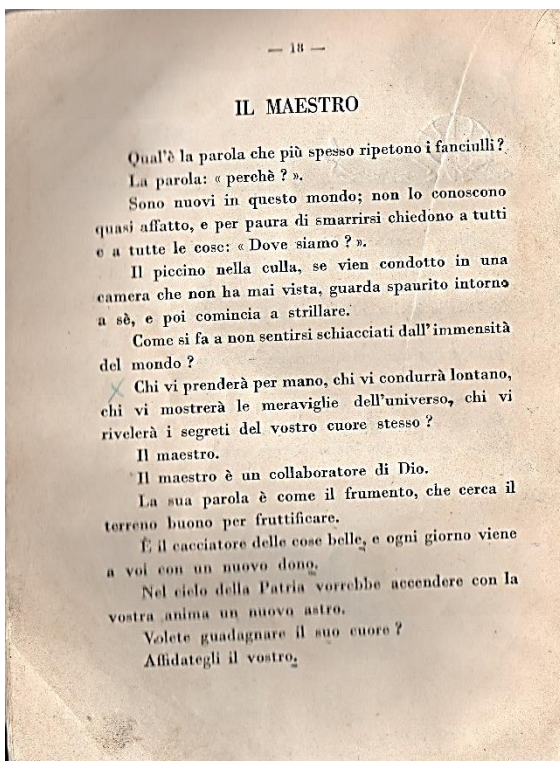 — 18 —
IL MAESTRO
Qual'è la parola che più spesso ripetono i fanciulli?
La parola: « perchè ? ».
Sono nuovi in questo mondo; non lo conoscono
quasi affatto, e per paura di smarrirsi chiedono a tutti
e a tutte le cose: « Dove siamo ? ».
Il piccino nella culla, se vien condotto in una
camera che non ha mai vista, guarda spaurito intorno
a sè, e poi comincia a strillare.
Come si fa a non sentirsi schiacciati dall'immensità
del mondo ?
Chi vi prenderà per mano, chi vi condurrà lontano,
chi vi mostrerà le meraviglie dell'universo, chi vi
rivelerà i segreti del vostro cuore stesso ?
Il maestro.
Il maestro è un collaboratore di Dio.
La sua parola è come il frumento, che cerca il
terreno buono per fruttificare.
È il cacciatore delle cose belle, e ogni giorno viene
a voi con un nuovo dono.
Nel cielo della Patria vorrebbe accendere con la
vostra anima un nuovo astro.
Volete guadagnare il suo cuore ?
Affidategli il vostro.